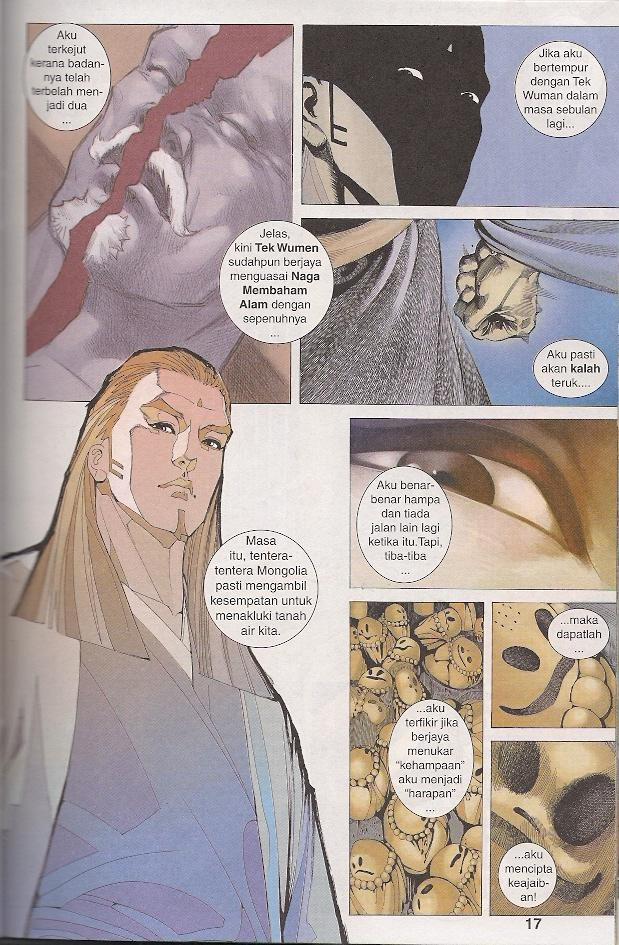 Aku
terkejut
kerana badan-
nya telah
terbelah men-
jadi dua
...
Jika aku
bertempur
dengan Tek
Wuman dalam
masa sebulan
lagi...
Jelas,
kini Tek Wumen
sudahpun berjaya
menguasai Naga
Membaham
Alam dengan
sepenuhnya
...
Aku pasti
akan kalah
teruk....
Masa
itu, tentera-
tentera Mongolia
pasti mengambil
kesempatan untuk
menakluki tanah
air kita.
Aku benar-
benar hampa
dan tiada
jalan lain lagi
ketika itu.Tapi,
tiba-tiba
...
...aku
terfikir jika
berjaya
menukar
“kehampaan”
aku menjadi
“harapan”
...
...maka
dapatlah
...
...aku
mencipta
keajaib-
an!
17